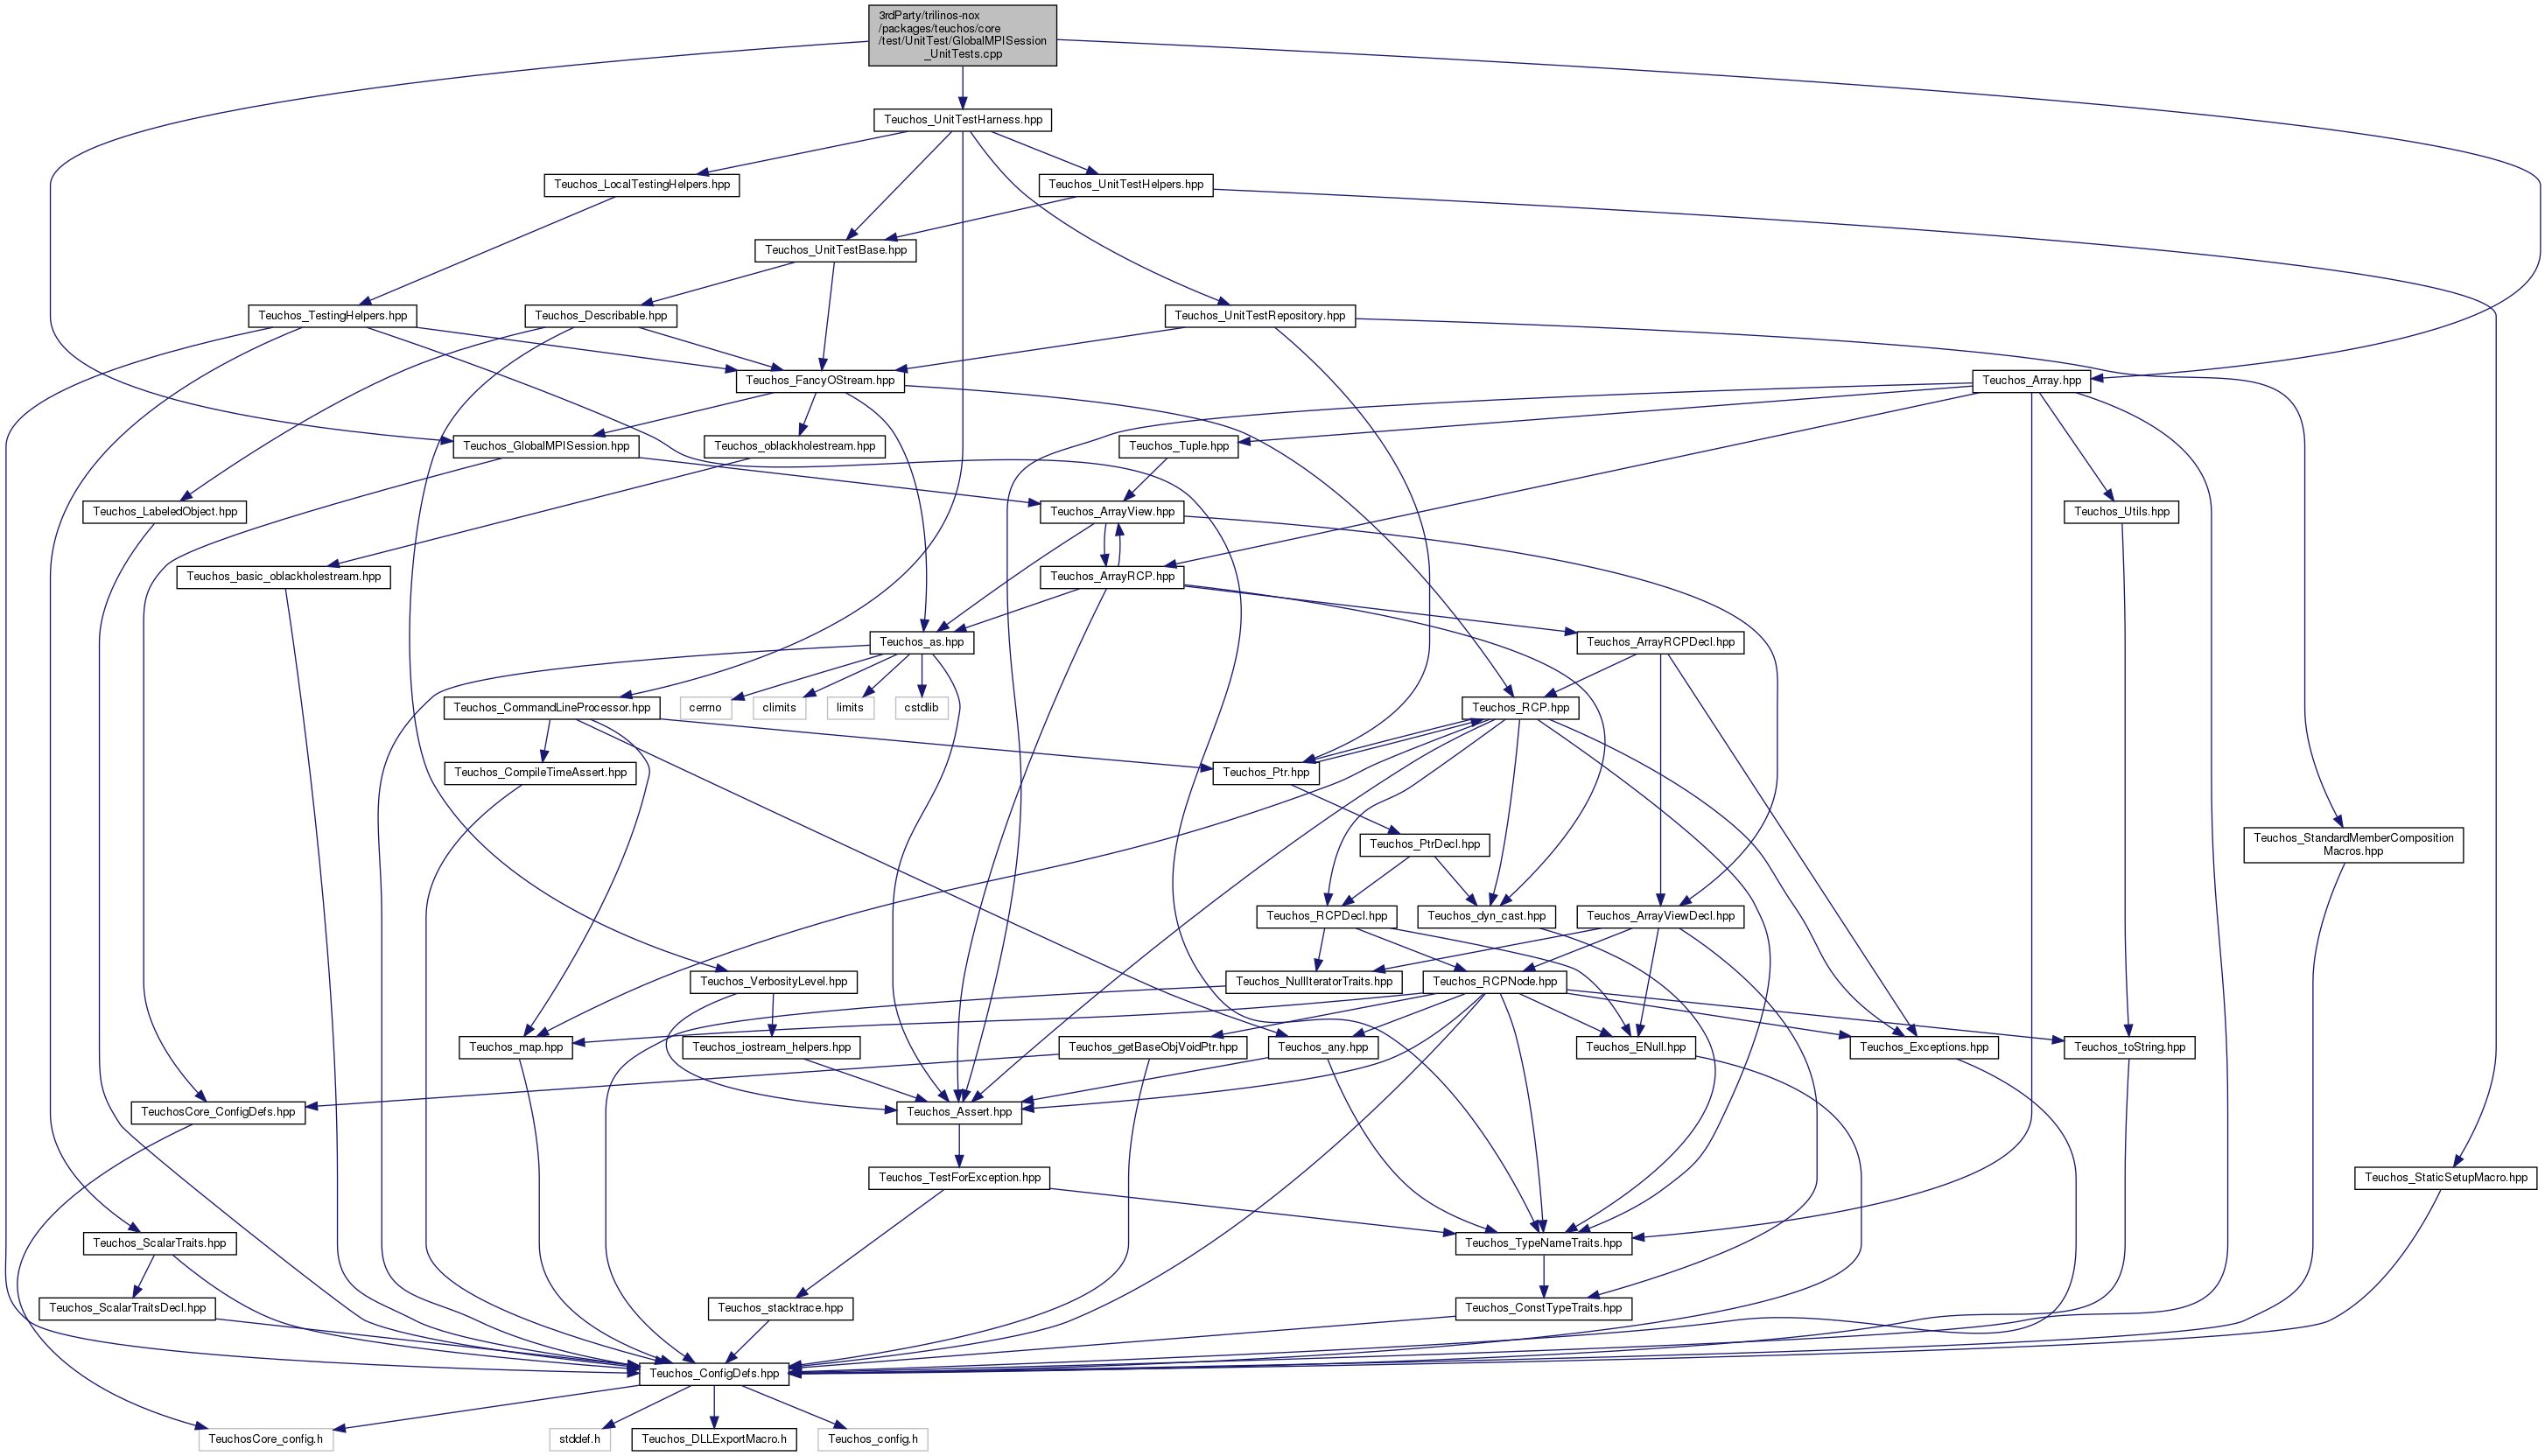 3rdParty/trilinos-nox
/packages/teuchos/core
/test/UnitTest/GlobalMPISession
_UnitTests.cpp
Teuchos_UnitTestHarness.hpp
Teuchos_LocalTestingHelpers.hpp
Teuchos_UnitTestHelpers.hpp
Teuchos_UnitTestBase.hpp
Teuchos_TestingHelpers.hpp
Teuchos_Describable.hpp
Teuchos_UnitTestRepository.hpp
Teuchos_FancyOStream.hpp
Teuchos_Array.hpp
Teuchos_GlobalMPISession.hpp
Teuchos_oblackholestream.hpp
Teuchos_Tuple.hpp
Teuchos_LabeledObject.hpp
Teuchos_ArrayView.hpp
Teuchos_Utils.hpp
Teuchos_basic_oblackholestream.hpp
Teuchos_ArrayRCP.hpp
Teuchos_as.hpp
Teuchos_ArrayRCPDecl.hpp
Teuchos_CommandLineProcessor.hpp
cerrno
climits
limits
cstdlib
Teuchos_RCP.hpp
Teuchos_CompileTimeAssert.hpp
Teuchos_Ptr.hpp
Teuchos_PtrDecl.hpp
Teuchos_StandardMemberComposition
Macros.hpp
Teuchos_RCPDecl.hpp
Teuchos_dyn_cast.hpp
Teuchos_ArrayViewDecl.hpp
Teuchos_VerbosityLevel.hpp
Teuchos_NullIteratorTraits.hpp
Teuchos_RCPNode.hpp
Teuchos_map.hpp
Teuchos_iostream_helpers.hpp
Teuchos_getBaseObjVoidPtr.hpp
Teuchos_any.hpp
Teuchos_ENull.hpp
Teuchos_Exceptions.hpp
Teuchos_toString.hpp
TeuchosCore_ConfigDefs.hpp
Teuchos_Assert.hpp
Teuchos_TestForException.hpp
Teuchos_StaticSetupMacro.hpp
Teuchos_ScalarTraits.hpp
Teuchos_TypeNameTraits.hpp
Teuchos_ScalarTraitsDecl.hpp
Teuchos_stacktrace.hpp
Teuchos_ConstTypeTraits.hpp
Teuchos_ConfigDefs.hpp
TeuchosCore_config.h
stddef.h
Teuchos_DLLExportMacro.h
Teuchos_config.h